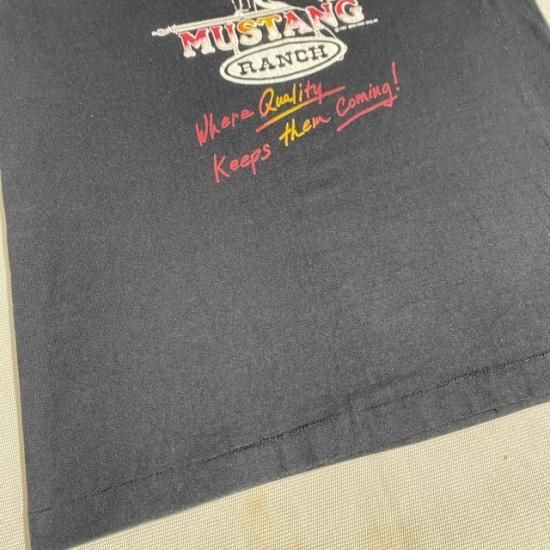 MUSTANG
RANCH
Where Quality
Keeps them Coming!